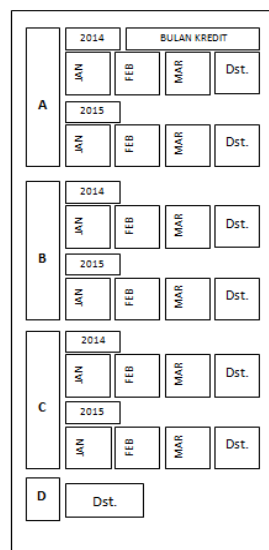 2014 BULAN KREDIT
A JAN FEB MAR Dst.
2015
JAN FEB MAR Dst.
2014
B JAN FEB MAR Dst.
2015
JAN FEB MAR Dst.
2014
C JAN FEB MAR Dst.
2015
JAN FEB MAR Dst.
D Dst.